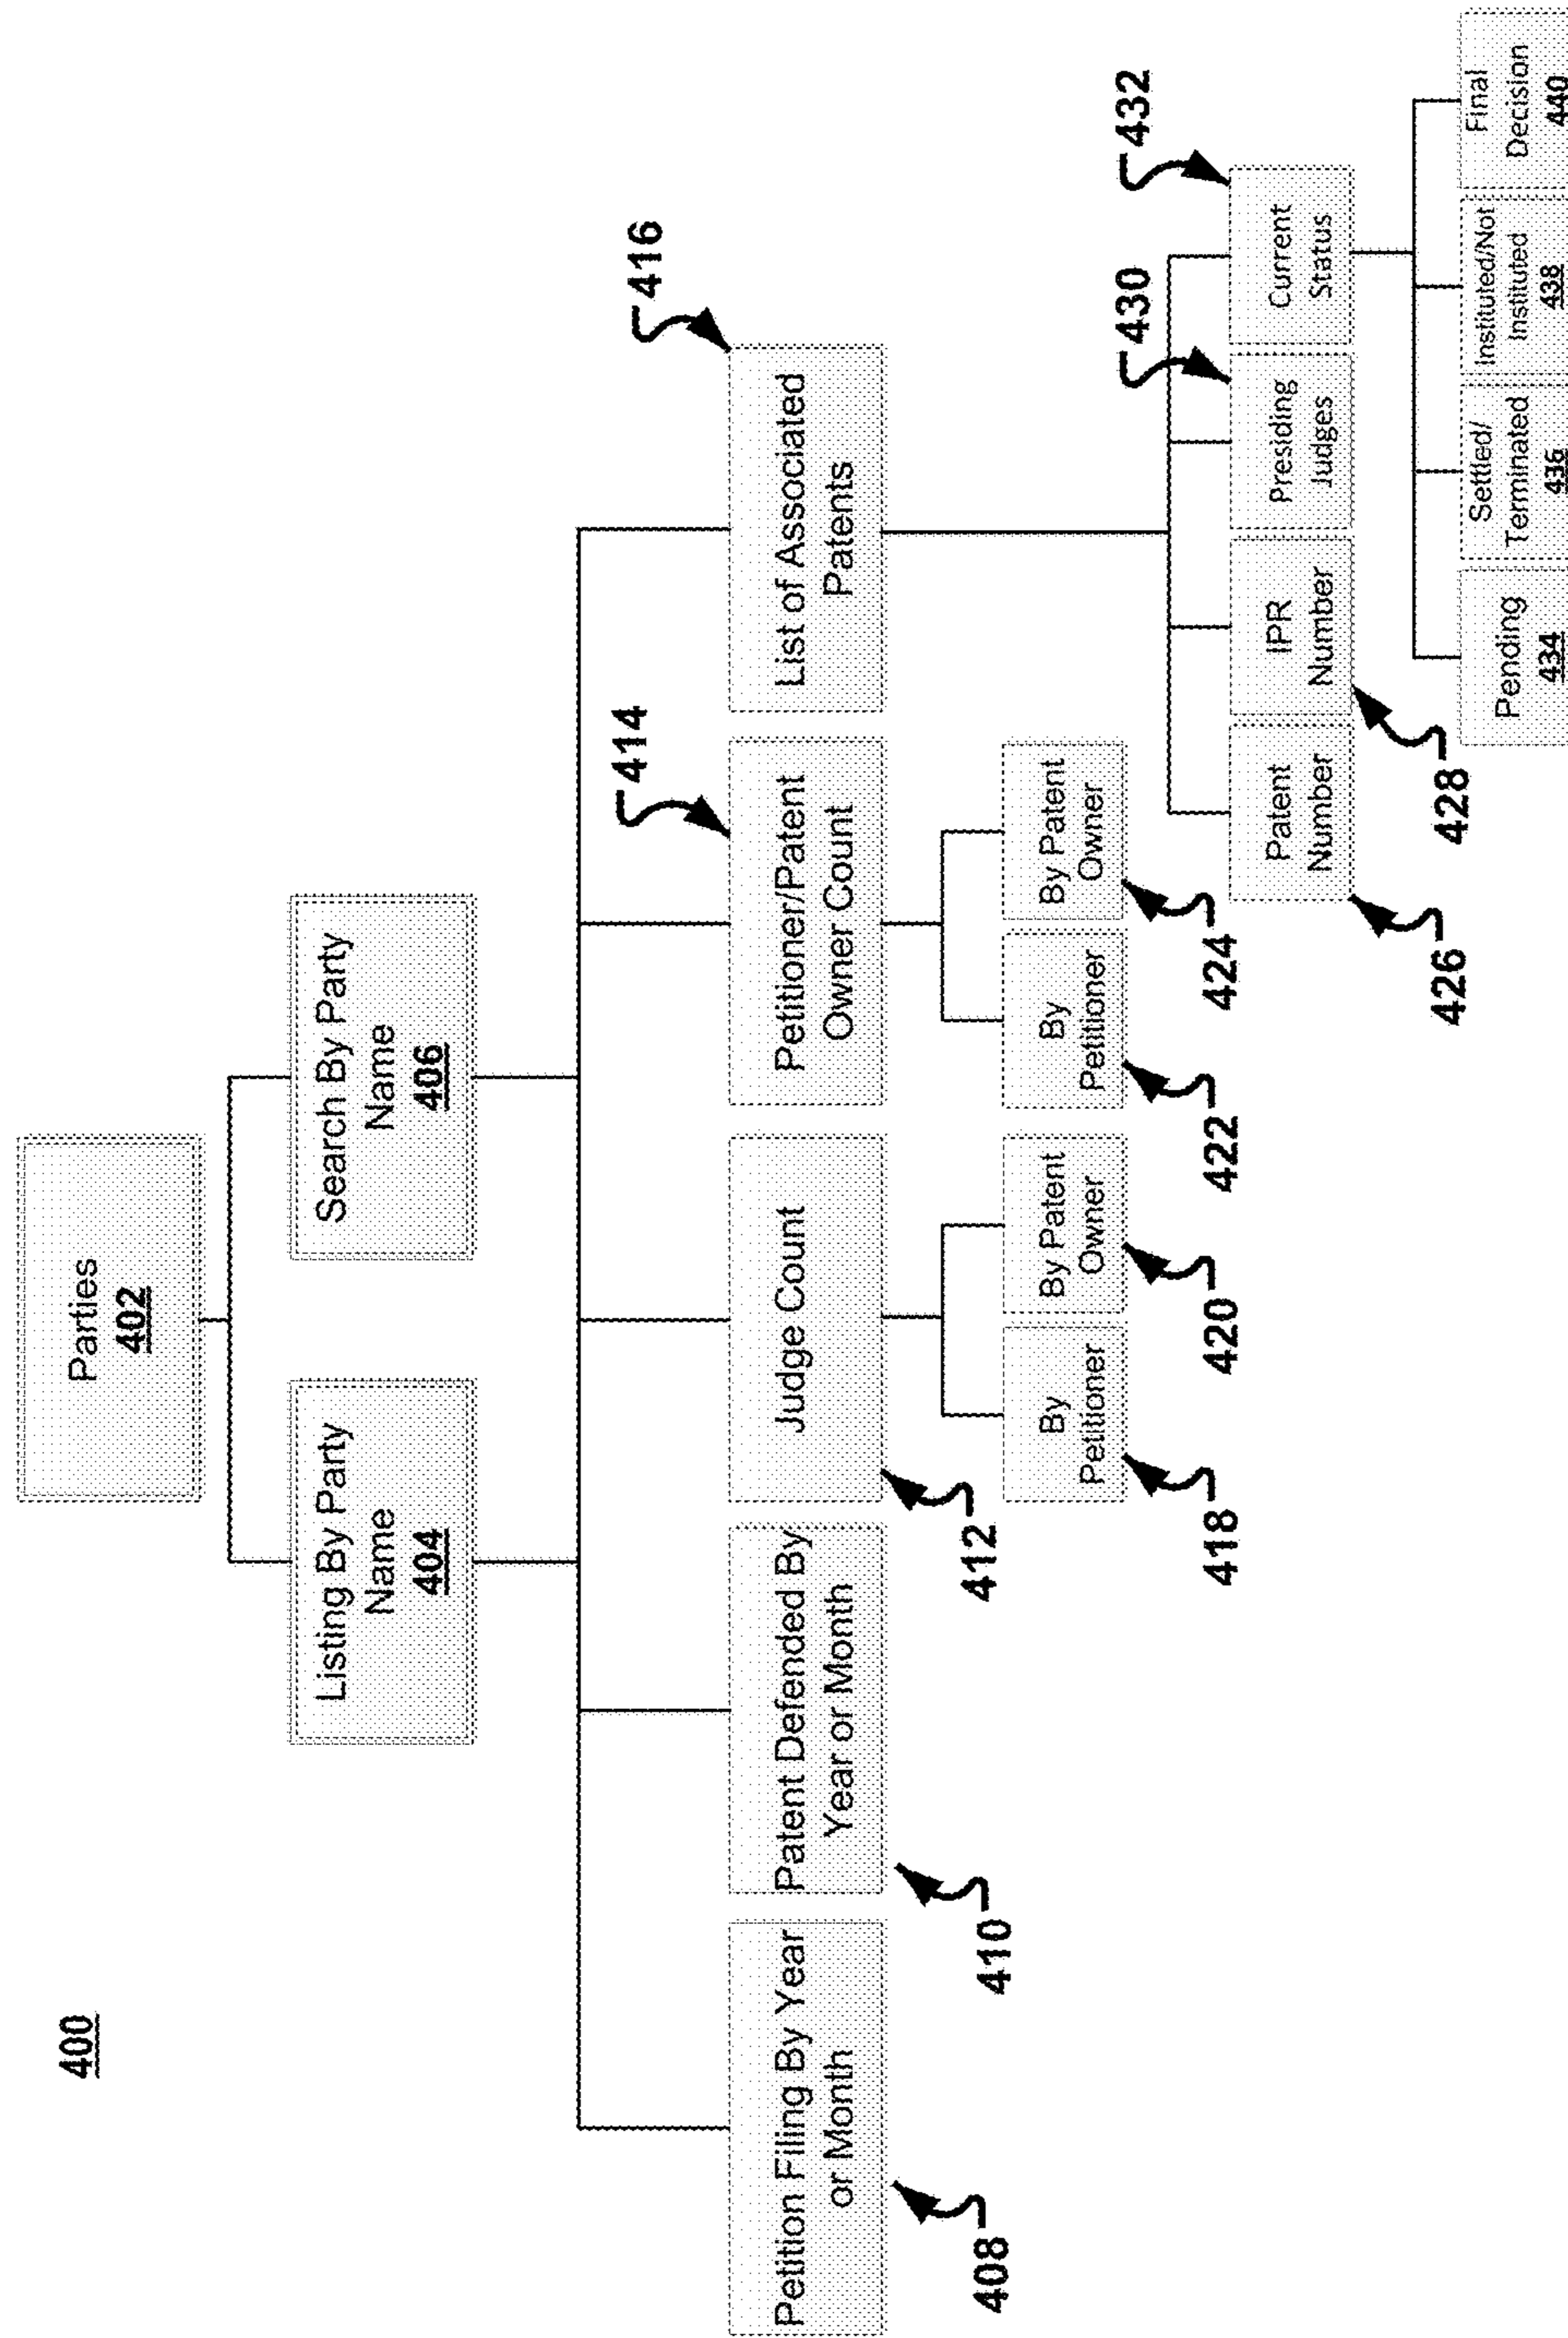 400
Parties
402
Listing By Party
Name
404
Search By Party
Name
406
Petition Filing By Year
or Month
408
Patent Defended By
Year or Month
410
Judge Count
412
Petitioner/Patent
Owner Count
414
List of Associated
Patents
416
By
Petitioner
418
By Patent
Owner
420
By
Petitioner
422
By Patent
Owner
424
Patent
Number
426
IPR
Number
428
Presiding
Judges
430
Current
Status
432
Pending
434
Settled/
Terminated
436
Instituted/Not
Instituted
438
Final
Decision
440